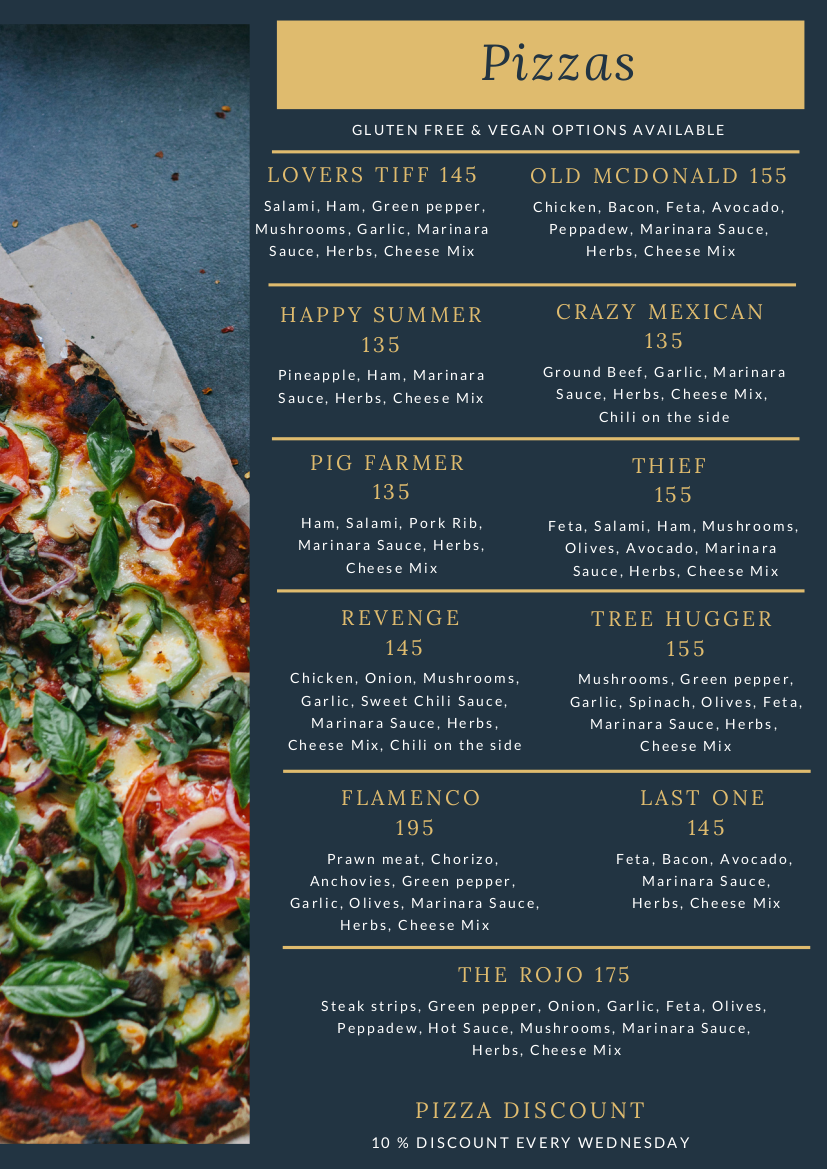 Pizzas
GLUTEN FREE & VEGAN OPTIONS AVAILABLE
LOVERS TIFF 145
Salami, Ham, Green pepper,
Mushrooms, Garlic, Marinara
Sauce, Herbs, Cheese Mix
OLD MCDONALD 155
Chicken, Bacon, Feta, Avocado,
Peppadew, Marinara Sauce,
Herbs, Cheese Mix
HAPPY SUMMER
135
Pineapple, Ham, Marinara
Sauce, Herbs, Cheese Mix
CRAZY MEXICAN
135
Ground Beef, Garlic, Marinara
Sauce, Herbs, Cheese Mix,
Chili on the side
PIG FARMER
135
Ham, Salami, Pork Rib,
Marinara Sauce, Herbs,
Cheese Mix
THIEF
155
Feta, Salami, Ham, Mushrooms,
Olives, Avocado, Marinara
Sauce, Herbs, Cheese Mix
REVENGE
145
Chicken, Onion, Mushrooms,
Garlic, Sweet Chili Sauce,
Marinara Sauce, Herbs,
Cheese Mix, Chili on the side
TREE HUGGER
155
Mushrooms, Green pepper,
Garlic, Spinach, Olives, Feta,
Marinara Sauce, Herbs,
Cheese Mix
FLAMENCO
195
Prawn meat, Chorizo,
Anchovies, Green pepper,
Garlic, Olives, Marinara Sauce,
Herbs, Cheese Mix
LAST ONE
145
Feta, Bacon, Avocado,
Marinara Sauce,
Herbs, Cheese Mix
THE ROJO 175
Steak strips, Green pepper, Onion, Garlic, Feta, Olives,
Peppadew, Hot Sauce, Mushrooms, Marinara Sauce,
Herbs, Cheese Mix
PIZZA DISCOUNT
10 % DISCOUNT EVERY WEDNESDAY